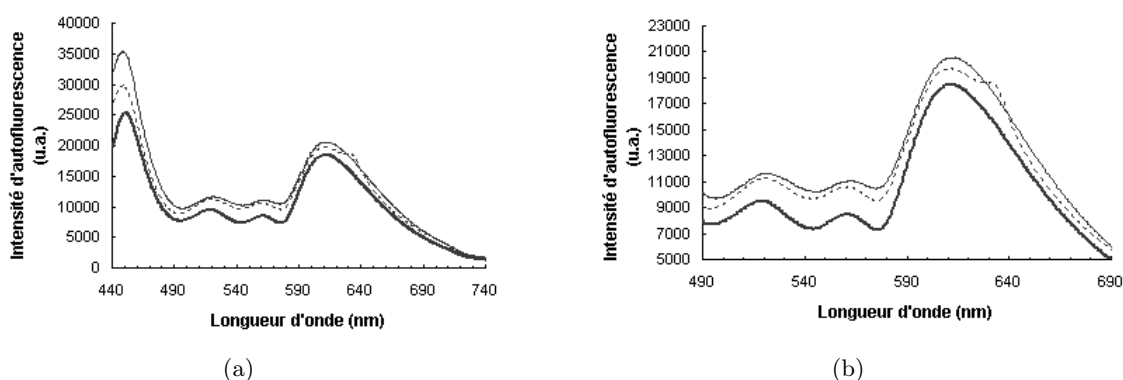 Intensité d'autofluorescence
(u.a.)
40000
35000
30000
25000
20000
15000
10000
5000
0
440 490 540 590 640 690 740
Longueur d'onde (nm)
(a)
Intensité d'autofluorescence
(u.a.)
23000
21000
19000
17000
15000
13000
11000
9000
7000
5000
490 540 590 640 690
Longueur d'onde (nm)
(b)